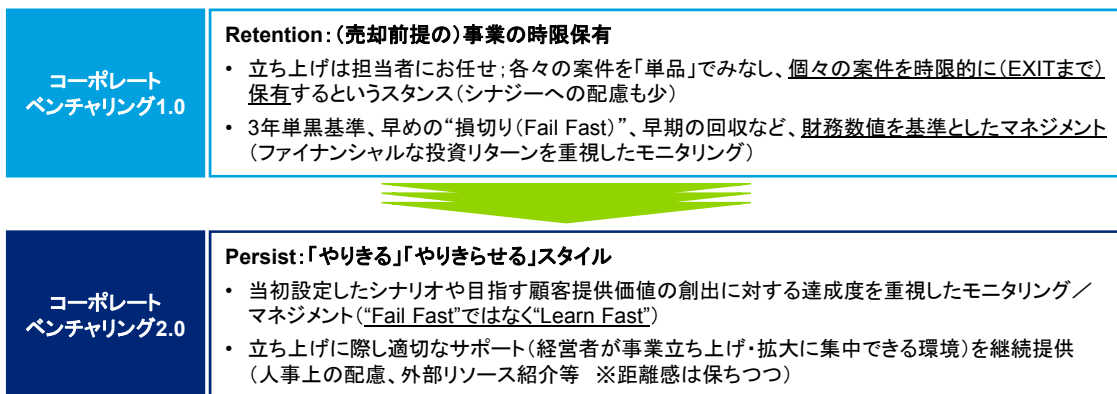 コーポレート
ベンチャリング1.0
Retention：（売却前提の）事業の時限保有
• 立ち上げは担当者にお任せ；各々の案件を「単品」でみなし、個々の案件を時限的に（EXITまで）
保有するというスタンス（シナジーへの配慮も少）
• 3年単黒基準、早めの“損切り（Fail Fast）”、早期の回収など、財務数値を基準としたマネジメント
（ファイナンシャルな投資リターンを重視したモニタリング）
コーポレート
ベンチャリング2.0
Persist：「やりきる」「やりきらせる」スタイル
• 当初設定したシナリオや目指す顧客提供価値の創出に対する達成度を重視したモニタリング／
マネジメント（“Fail Fast”ではなく“Learn Fast”）
• 立ち上げに際し適切なサポート（経営者が事業立ち上げ・拡大に集中できる環境）を継続提供
（人事上の配慮、外部リソース紹介等　※距離感は保ちつつ）